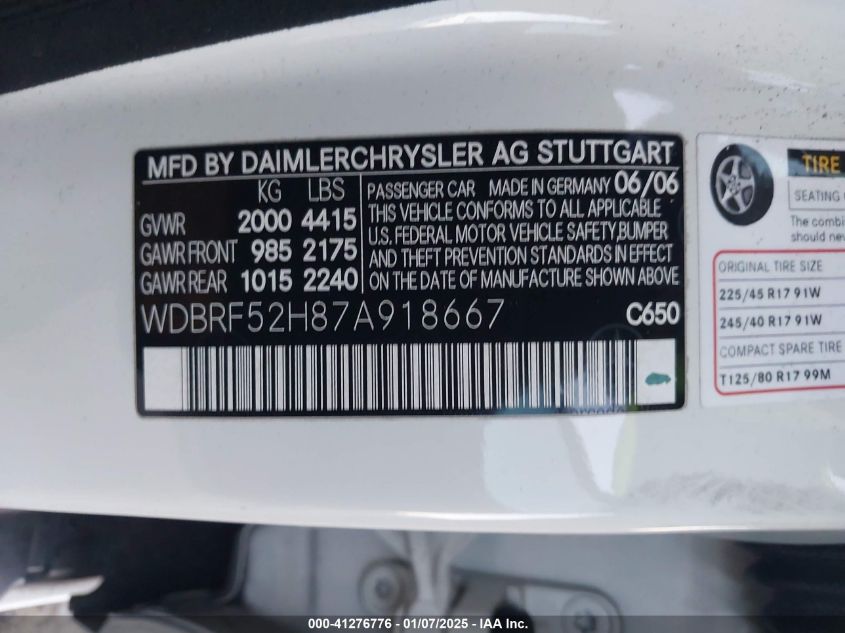 MFD BY DAIMLERCHRYSLER AG STUTTGART
KG LBS
GVWR 2000 4415
GAWR FRONT 985 2175
GAWR REAR 1015 2240
PASSENGER CAR MADE IN GERMANY 06/06
THIS VEHICLE CONFORMS TO ALL APPLICABLE
U.S. FEDERAL MOTOR VEHICLE SAFETY,BUMPER
AND THEFT PREVENTION STANDARDS IN EFFECT
ON THE DATE OF MANUFACTURE SHOWN ABOVE
WDBRF52H87A918667 C650
TIRE
SEATING
The combi
should nev
ORIGINAL TIRE SIZE
225/45 R17 91W
245/40 R17 91W
COMPACT SPARE TIRE
T125/80 R17 99M
000-41276776 | 01/07/2025 | IAA Inc.